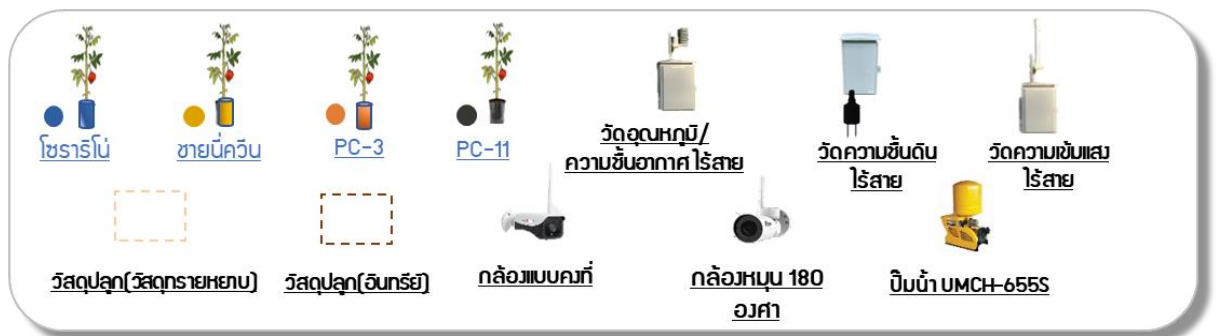 โซราริโน่
ชายนี่ควีน
PC-3
PC-11
วัดอุณหภูมิ/
ความชื้นอากาศ ไร้สาย
วัดความชื้นดิน
ไร้สาย
วัดความเข้มแสง
ไร้สาย
วัสดุปลูก(วัสดุทรายหยาบ)
วัสดุปลูก(อินทรีย์)
กล้องแบบคงที่
กล้องหมุน 180
องศา
ปั๊มน้ำ UMCH-655S